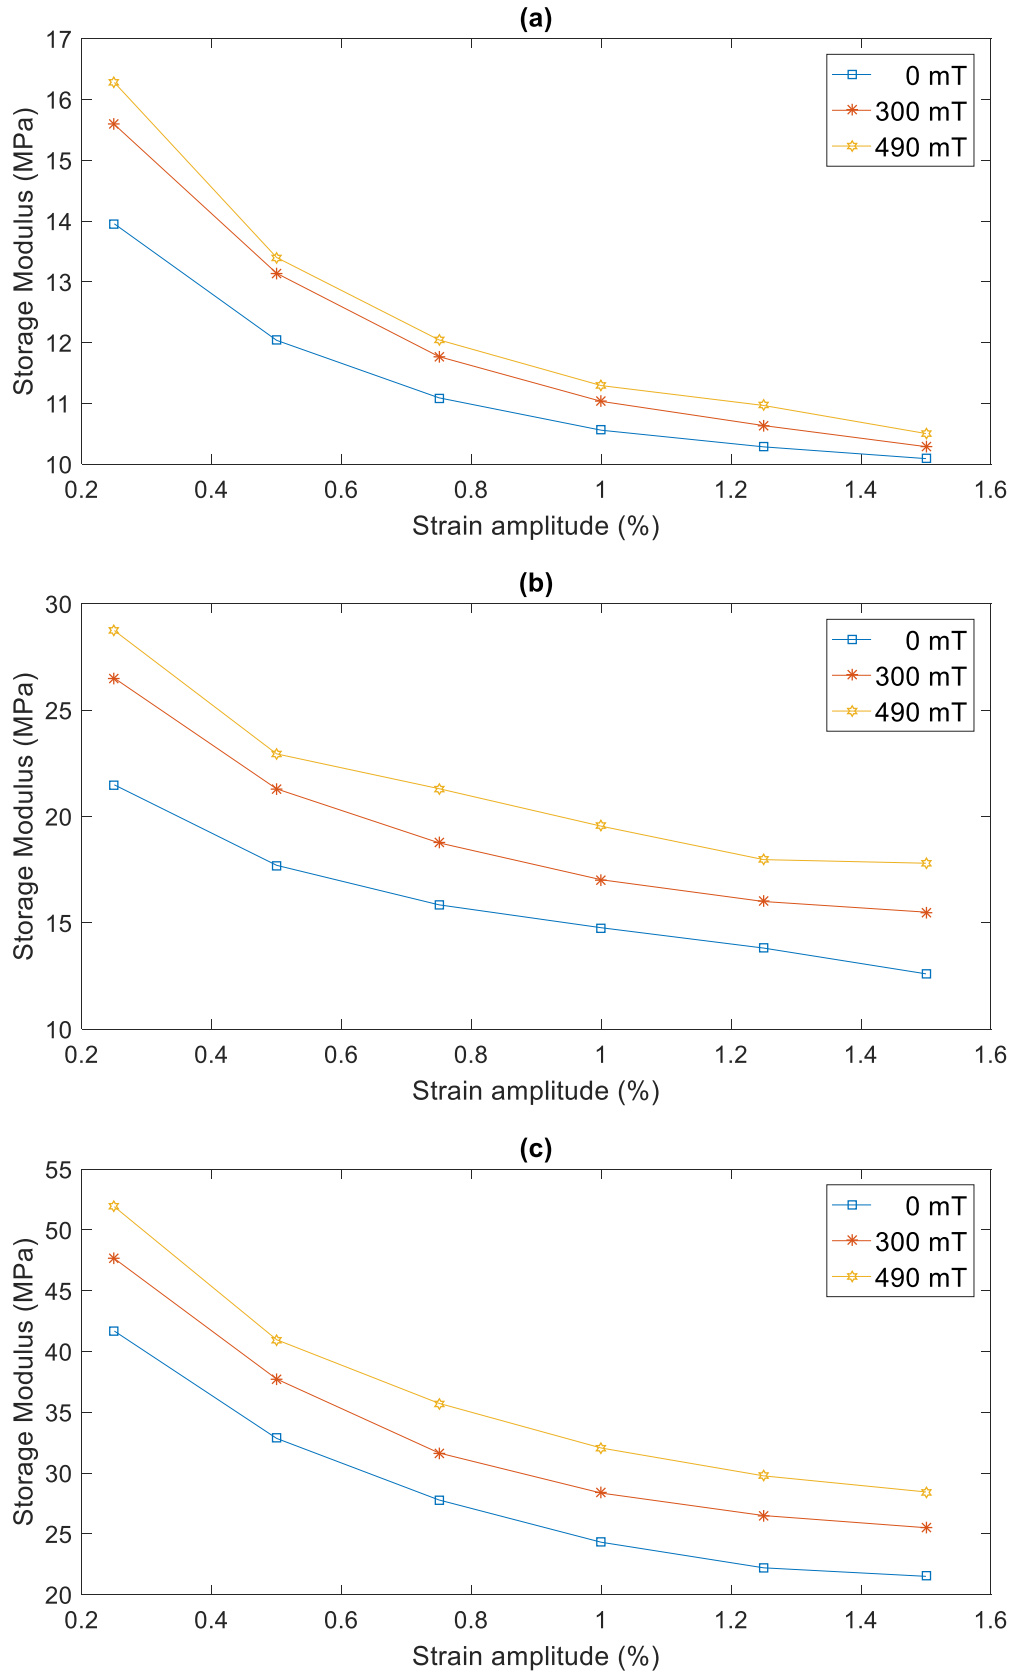 (a)
17
16
15
14
13
12
11
10
Storage Modulus (MPa)
0 mT
300 mT
490 mT
0.2 0.4 0.6 0.8 1 1.2 1.4 1.6
Strain amplitude (%)
(b)
30
25
20
15
10
Storage Modulus (MPa)
0 mT
300 mT
490 mT
0.2 0.4 0.6 0.8 1 1.2 1.4 1.6
Strain amplitude (%)
(c)
55
50
45
40
35
30
25
20
Storage Modulus (MPa)
0 mT
300 mT
490 mT
0.2 0.4 0.6 0.8 1 1.2 1.4 1.6
Strain amplitude (%)